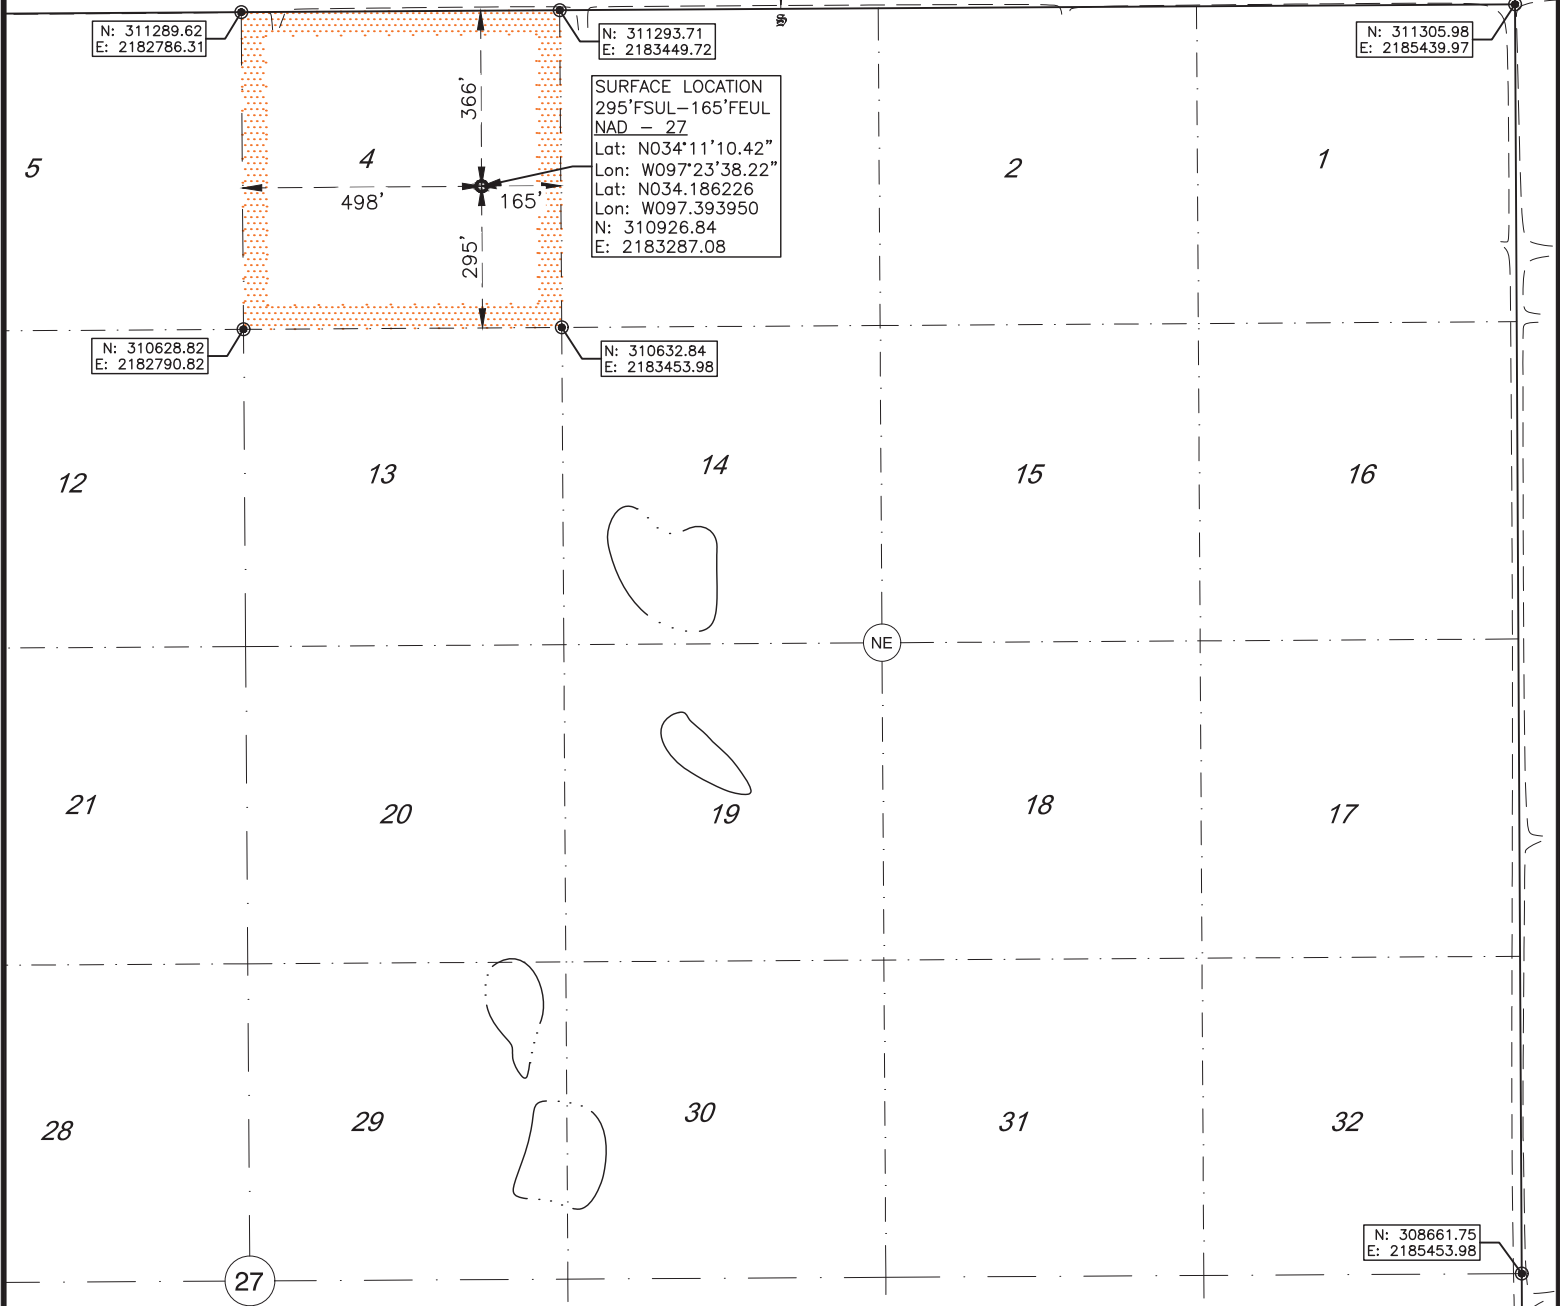 N: 311289.62
E: 2182786.31
N: 311293.71
E: 2183449.72
N: 311305.98
E: 2185439.97
366'
SURFACE LOCATION
295'FSUL-165'FEUL
NAD - 27
Lat: N034°11'10.42"
Lon: W097°23'38.22"
Lat: N034.186226
Lon: W097.393950
N: 310926.84
E: 2183287.08
5
4
2
1
498'
165'
295'
N: 310628.82
E: 2182790.82
N: 310632.84
E: 2183453.98
12
13
14
15
16
NE
21
20
19
18
17
28
29
30
31
32
N: 308661.75
E: 2185453.98
27